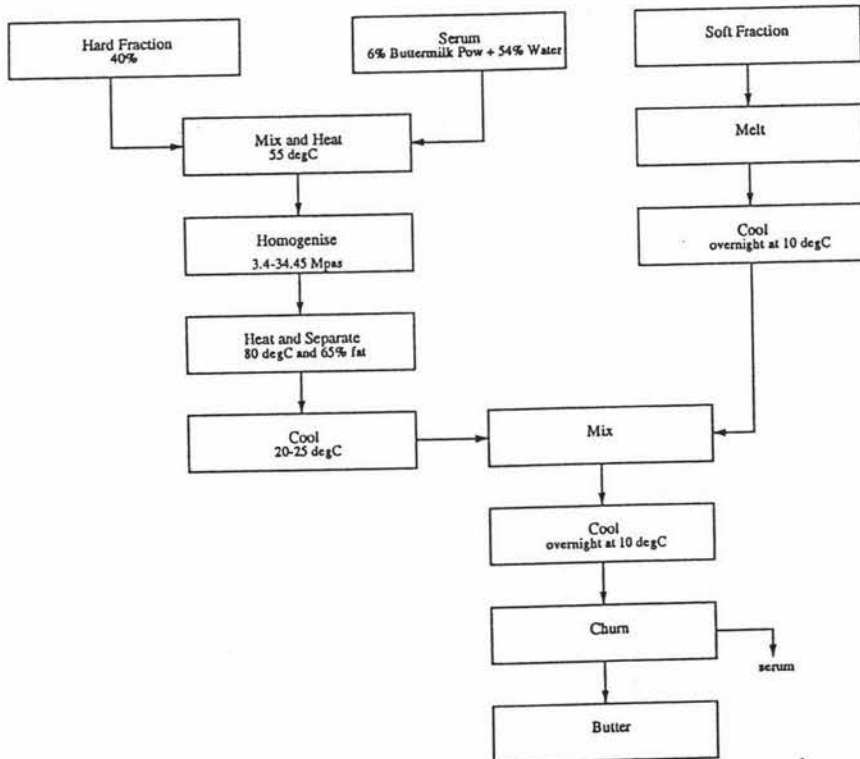 Hard Fraction
40%
Serum
6% Buttermilk Pow + 54% Water
Soft Fraction
Mix and Heat
55 degC
Melt
Homogenise
3.4-34.45 Mpas
Cool
overnight at 10 degC
Heat and Separate
80 degC and 65% fat
Cool
20-25 degC
Mix
Cool
overnight at 10 degC
Churn
serum
Butter